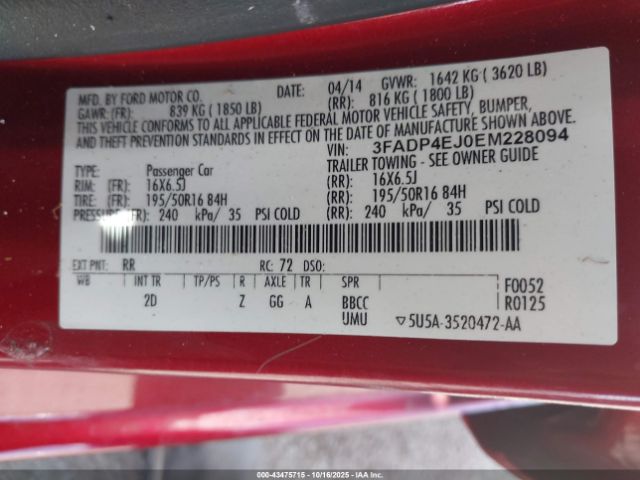 MFD. BY FORD MOTOR CO. DATE: 04/14 GVWR: 1642 KG ( 3620 LB)
GAWR: (FR): 839 KG ( 1850 LB) (RR): 816 KG ( 1800 LB)
THIS VEHICLE CONFORMS TO ALL APPLICABLE FEDERAL MOTOR VEHICLE SAFETY, BUMPER,
AND THEFT PREVENTION STANDARDS IN EFFECT ON THE DATE OF MANUFACTURE SHOWN ABOVE.
VIN: 3FADP4EJ0EM228094
TYPE: Passenger Car TRAILER TOWING - SEE OWNER GUIDE
RIM: (FR): 16X6.5J (RR): 16X6.5J
TIRE: (FR): 195/50R16 84H (RR): 195/50R16 84H
PRESSURE: (FR): 240 kPa/ 35 PSI COLD (RR): 240 kPa/ 35 PSI COLD
EXT PNT: RR RC: 72 DSO:
WB INT TR TP/PS R AXLE TR SPR F0052
2D Z GG A BBCC R0125
UMU ▽5U5A-3520472-AA
000-43475715 - 10/16/2025 - IAA Inc.